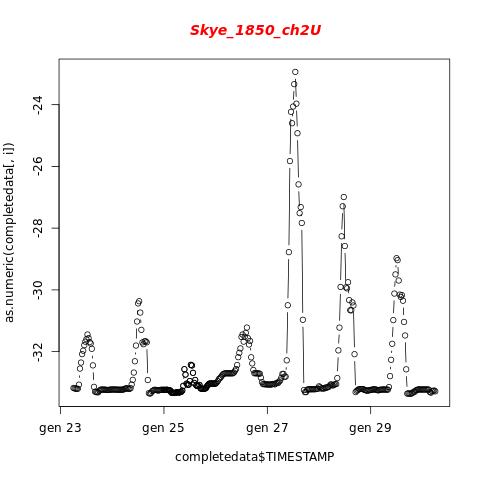 Skye_1850_ch2U
as.numeric(completedata[, i])
-24
-26
-28
-30
-32
gen 23
gen 25
gen 27
gen 29
completedata$TIMESTAMP